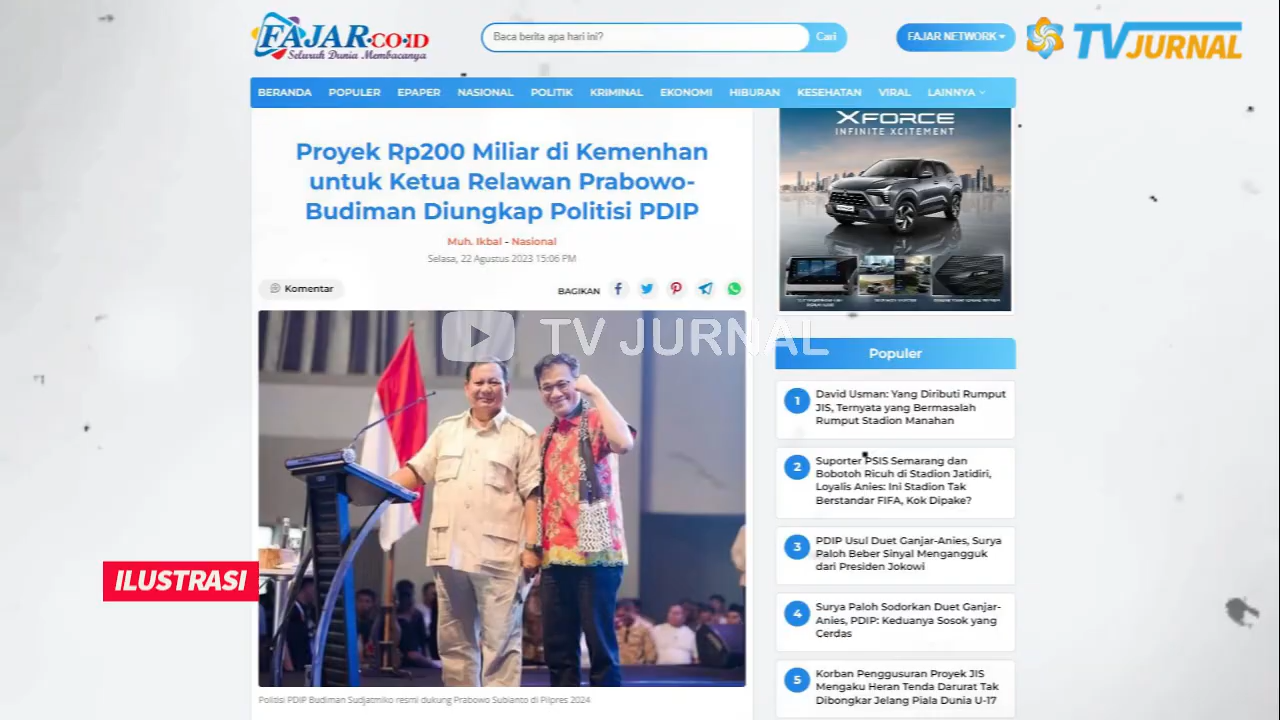 FAJAR.CO.ID
Seluruh Dunia Membacanya
Baca berita apa hari ini?
Cari
FAJAR NETWORK
TVJURNAL
BERANDA POPULER EPAPER NASIONAL POLITIK KRIMINAL EKONOMI HIBURAN KESEHATAN VIRAL LAINNYA
Proyek Rp200 Miliar di Kemenhan
untuk Ketua Relawan Prabowo-
Budiman Diungkap Politisi PDIP
Muh. Ikbal - Nasional
Selasa, 22 Agustus 2023 15:06 PM
Komentar
BAGIKAN
TV JURNAL
ILUSTRASI
Politisi PDIP Budiman Sudjatmiko resmi dukung Prabowo Subianto di Pilpres 2024
XFORCE
INFINITE XCITEMENT
Populer
1
David Usman: Yang Diributi Rumput
JIS, Ternyata yang Bermasalah
Rumput Stadion Manahan
2
Suporter PSIS Semarang dan
Bobotoh Ricuh di Stadion Jatidiri,
Loyalis Anies: Ini Stadion Tak
Berstandar FIFA, Kok Dipake?
3
PDIP Usul Duet Ganjar-Anies, Surya
Paloh Beber Sinyal Mengangguk
dari Presiden Jokowi
4
Surya Paloh Sodorkan Duet Ganjar-
Anies, PDIP: Keduanya Sosok yang
Cerdas
5
Korban Penggusuran Proyek JIS
Mengaku Heran Tenda Darurat Tak
Dibongkar Jelang Piala Dunia U-17